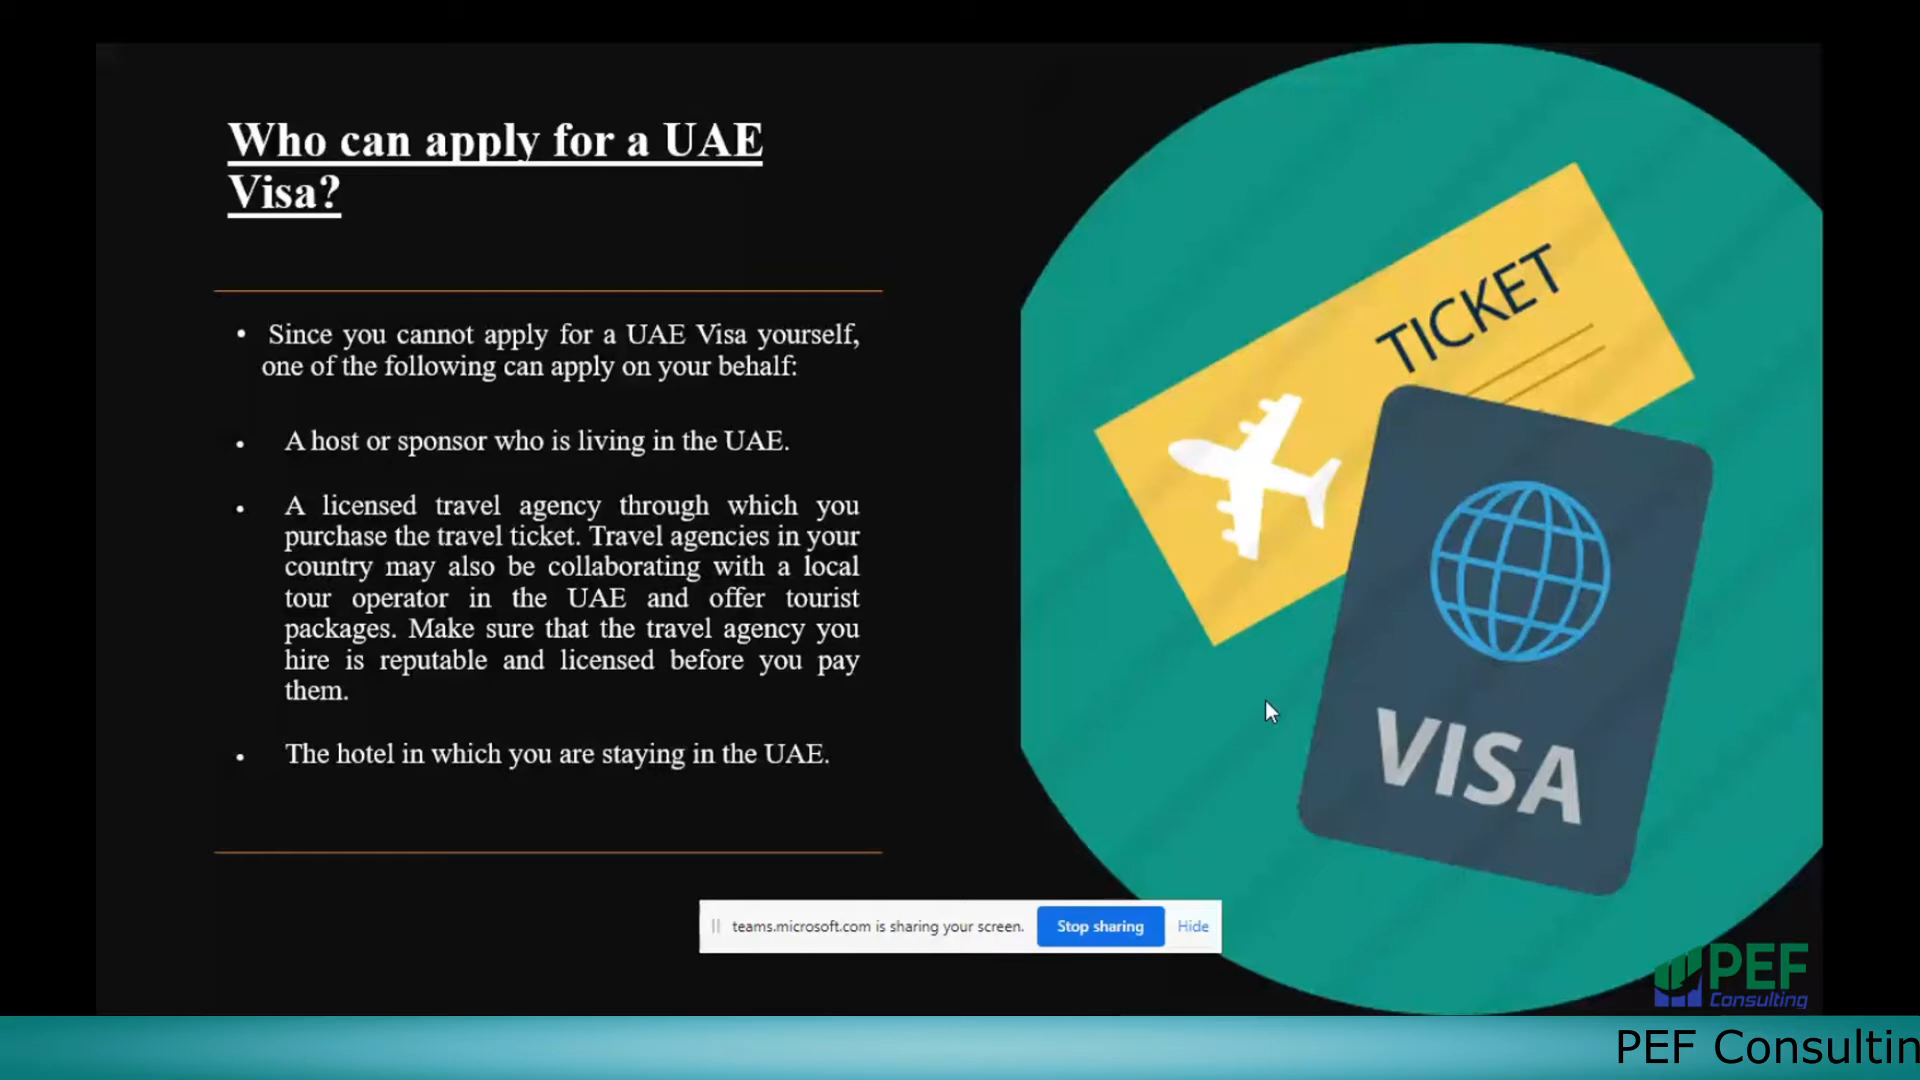 Who can apply for a UAE
Visa?
• Since you cannot apply for a UAE Visa yourself,
one of the following can apply on your behalf:
• A host or sponsor who is living in the UAE.
• A licensed travel agency through which you
purchase the travel ticket. Travel agencies in your
country may also be collaborating with a local
tour operator in the UAE and offer tourist
packages. Make sure that the travel agency you
hire is reputable and licensed before you pay
them.
• The hotel in which you are staying in the UAE.
TICKET
VISA
teams.microsoft.com is sharing your screen. Stop sharing Hide
PEF
Consulting
PEF Consultin